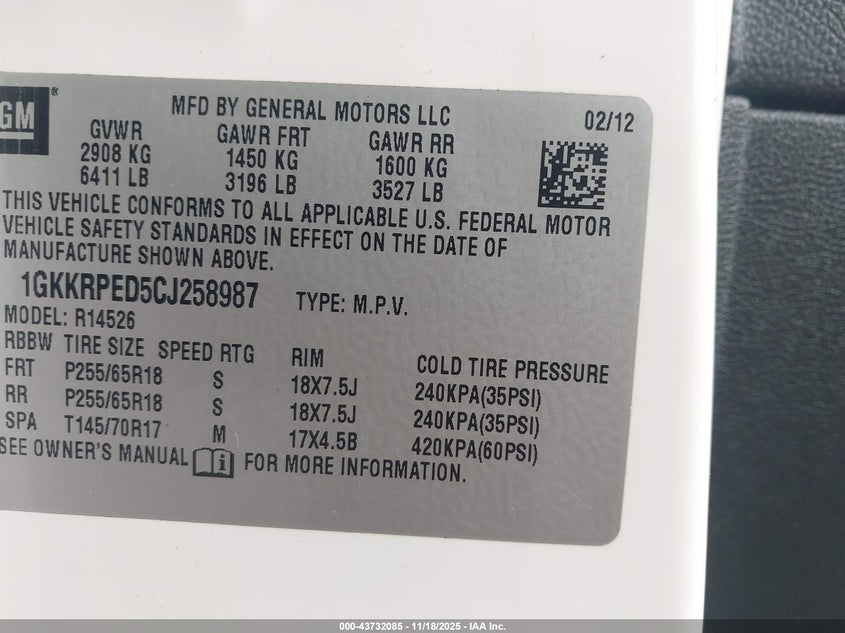 GM ®
MFD BY GENERAL MOTORS LLC 02/12
GVWR GAWR FRT GAWR RR
2908 KG 1450 KG 1600 KG
6411 LB 3196 LB 3527 LB
THIS VEHICLE CONFORMS TO ALL APPLICABLE U.S. FEDERAL MOTOR
VEHICLE SAFETY STANDARDS IN EFFECT ON THE DATE OF
MANUFACTURE SHOWN ABOVE.
1GKKRPED5CJ258987 TYPE: M.P.V.
MODEL: R14526
RBBW TIRE SIZE SPEED RTG RIM COLD TIRE PRESSURE
FRT P255/65R18 S 18X7.5J 240KPA(35PSI)
RR P255/65R18 S 18X7.5J 240KPA(35PSI)
SPA T145/70R17 M 17X4.5B 420KPA(60PSI)
SEE OWNER'S MANUAL FOR MORE INFORMATION.
000-43732085 - 11/18/2025 - IAA Inc.